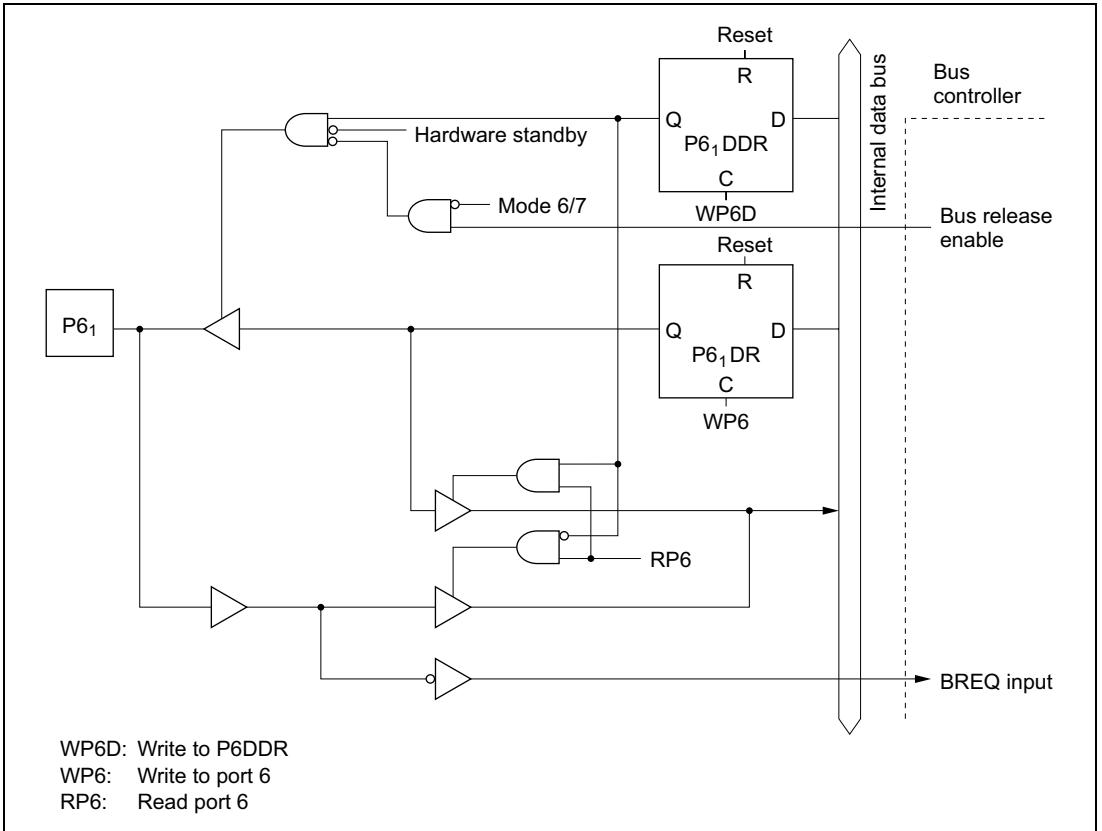 Reset
R
Bus
controller
Internal data bus
Q
D
Hardware standby
P6₁DDR
C
Mode 6/7
WP6D
Bus release
enable
Reset
R
P6₁
Q
D
P6₁DR
C
WP6
RP6
BREQ input
WP6D: Write to P6DDR
WP6: Write to port 6
RP6: Read port 6